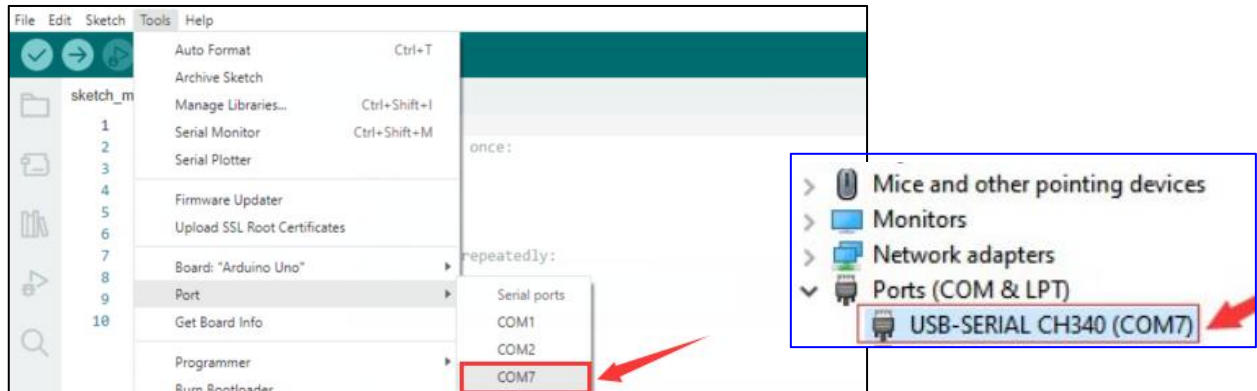 File Edit Sketch Tools Help
Auto Format Ctrl+T
Archive Sketch
sketch_m
Manage Libraries... Ctrl+Shift+I
1
Serial Monitor Ctrl+Shift+M
2 once:
Serial Plotter
3
4
Firmware Updater
5
Upload SSL Root Certificates
6
7 repeatedly:
Board: "Arduino Uno"
8
Port Serial ports
9
Get Board Info COM1
10
COM2
Programmer
COM7
Burn Bootloader
Mice and other pointing devices
Monitors
Network adapters
Ports (COM & LPT)
USB-SERIAL CH340 (COM7)